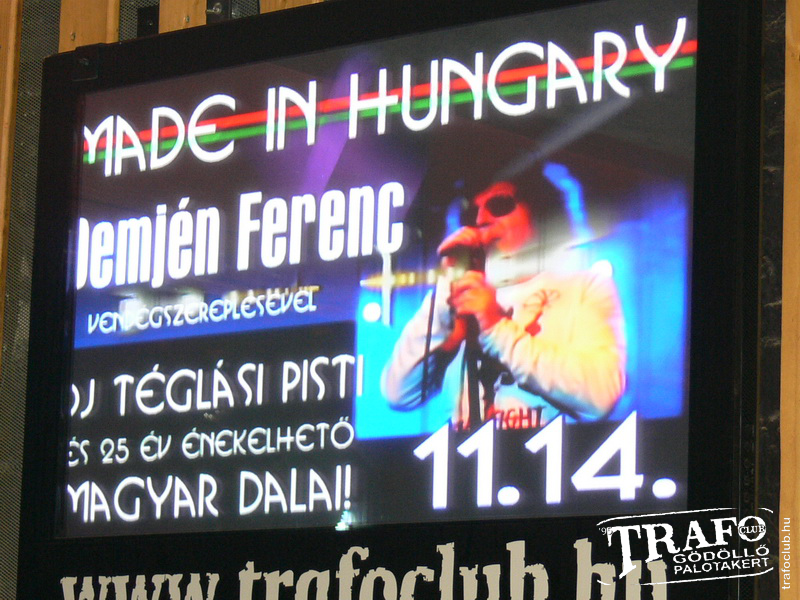 MADE IN HUNGARY
Demjén Ferenc
VENDÉGSZEREPLÉSÉVEL
DJ TÉGLÁSI PISTI
ÉS 25 ÉV ÉNEKELHETŐ
MAGYAR DALAI!
11.14.
www.trafoclub.hu
TRAFO CLUB
GÖDÖLLŐ
PALOTAKERT
trafoclub.hu